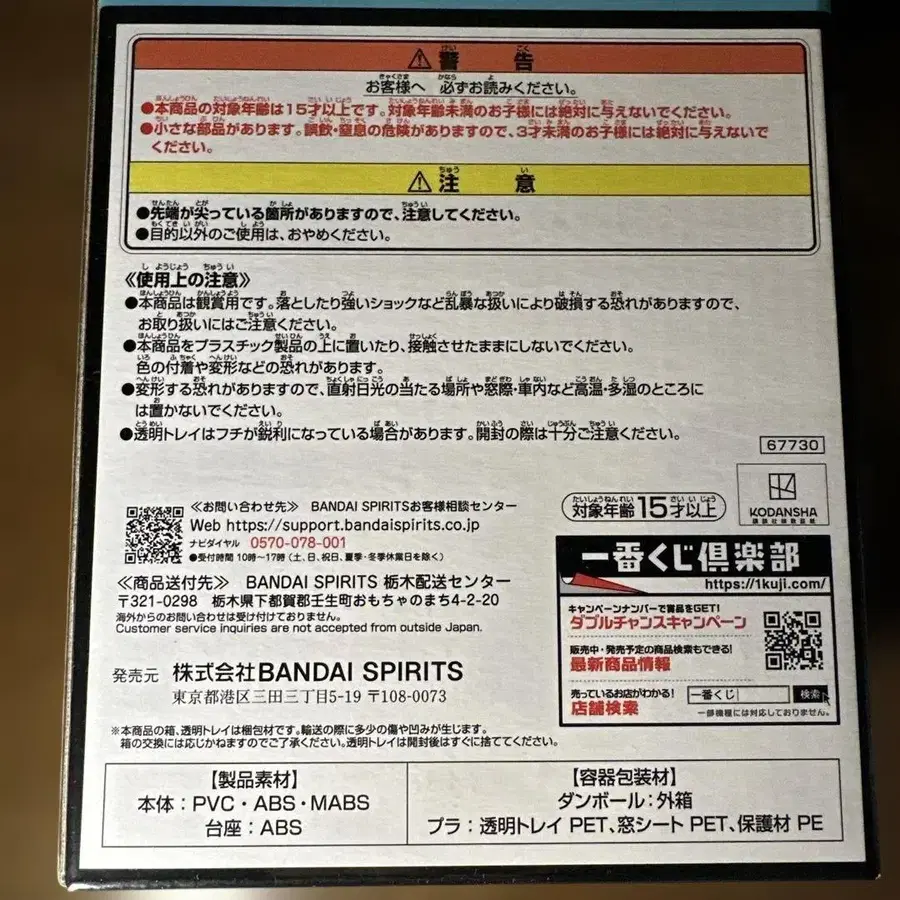 ⚠警告
お客様へ 必ずお読みください。
●本商品の対象年齢は15才以上です。対象年齢未満のお子様には絶対に与えないでください。
●小さな部品があります。誤飲・窒息の危険がありますので、3才未満のお子様には絶対に与えないで
ください。
⚠注意
●先端が尖っている箇所がありますので、注意してください。
●目的以外のご使用は、おやめください。
《使用上の注意》
●本商品は観賞用です。落としたり強いショックなど乱暴な扱いにより破損する恐れがありますので、
お取り扱いにはご注意ください。
●本商品をプラスチック製品の上に置いたり、接触させたままにしないでください。
色の付着や変形などの恐れがあります。
●変形する恐れがありますので、直射日光の当たる場所や窓際・車内など高温・多湿のところに
は置かないでください。
●透明トレイはフチが鋭利になっている場合があります。開封の際は十分ご注意ください。
67730
《お問い合わせ先》 BANDAI SPIRITSお客様相談センター
Web https://support.bandaispirits.co.jp
ナビダイヤル 0570-078-001
●受付時間 10時~17時(土、日、祝日、夏季・冬季休業日を除く)
対象年齢15才以上
KODANSHA
《商品送付先》 BANDAI SPIRITS 栃木配送センター
〒321-0298 栃木県下都賀郡壬生町おもちゃのまち4-2-20
海外からのお問い合わせは受け付けておりません。
Customer service inquiries are not accepted from outside Japan.
発売元 株式会社BANDAI SPIRITS
東京都港区三田三丁目5-19 〒108-0073
一番くじ倶楽部
https://1kuji.com/
キャンペーンナンバーで賞品をGET!
ダブルチャンスキャンペーン
販売中・発売予定の商品検索もできる!
最新商品情報
売っているお店がわかる!
店舗検索
一番くじ 検索
一部機種には対応しておりません。
※本商品の箱、透明トレイは梱包材です。輸送の際に多少の傷や凹みが生じます。
箱の交換には応じかねますのでご了承ください。透明トレイは開封後はすぐに捨ててください。
【製品素材】
本体:PVC・ABS・MABS
台座:ABS
【容器包装材】
ダンボール:外箱
プラ:透明トレイ PET、窓シート PET、保護材 PE